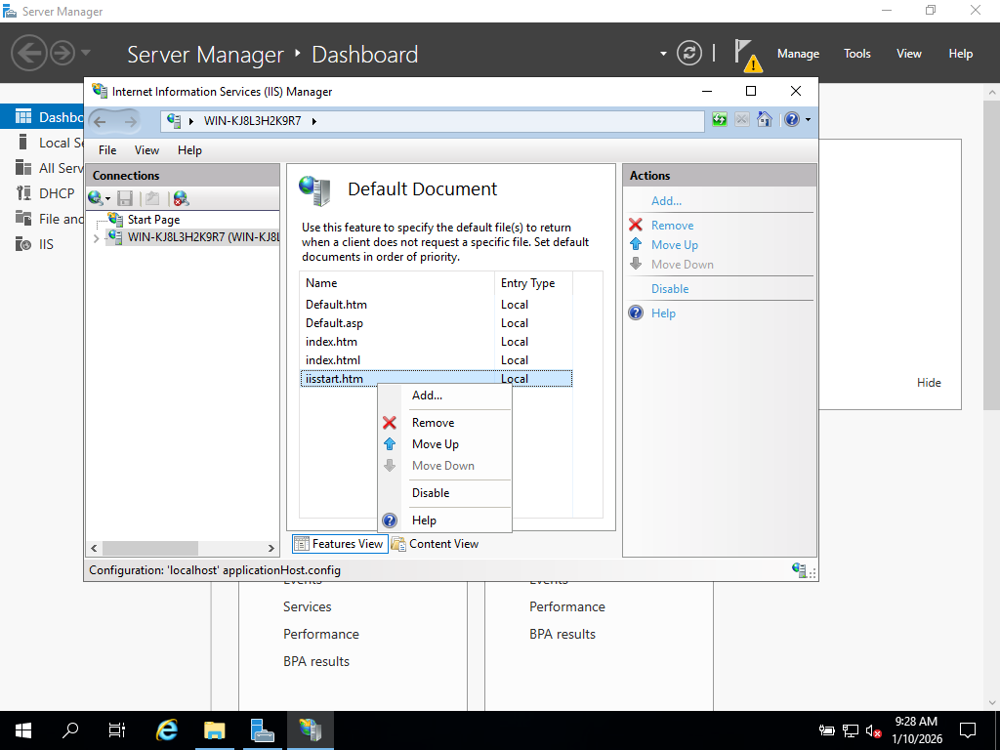 Server Manager
Server Manager • Dashboard
Manage
Tools
View
Help
Dashbo
Local Se
All Serv
DHCP
File and
IIS
Internet Information Services (IIS) Manager
WIN-KJ8L3H2K9R7
File
View
Help
Connections
Start Page
WIN-KJ8L3H2K9R7 (WIN-KJ8L
Default Document
Use this feature to specify the default file(s) to return
when a client does not request a specific file. Set default
documents in order of priority.
Name Entry Type
Default.htm Local
Default.asp Local
index.htm Local
index.html Local
iisstart.htm Local
Add...
Remove
Move Up
Move Down
Disable
Help
Features View
Content View
Actions
Add...
Remove
Move Up
Move Down
Disable
Help
Configuration: 'localhost' applicationHost.config
Hide
Events
Services
Performance
BPA results
Events
Performance
BPA results
9:28 AM
1/10/2026